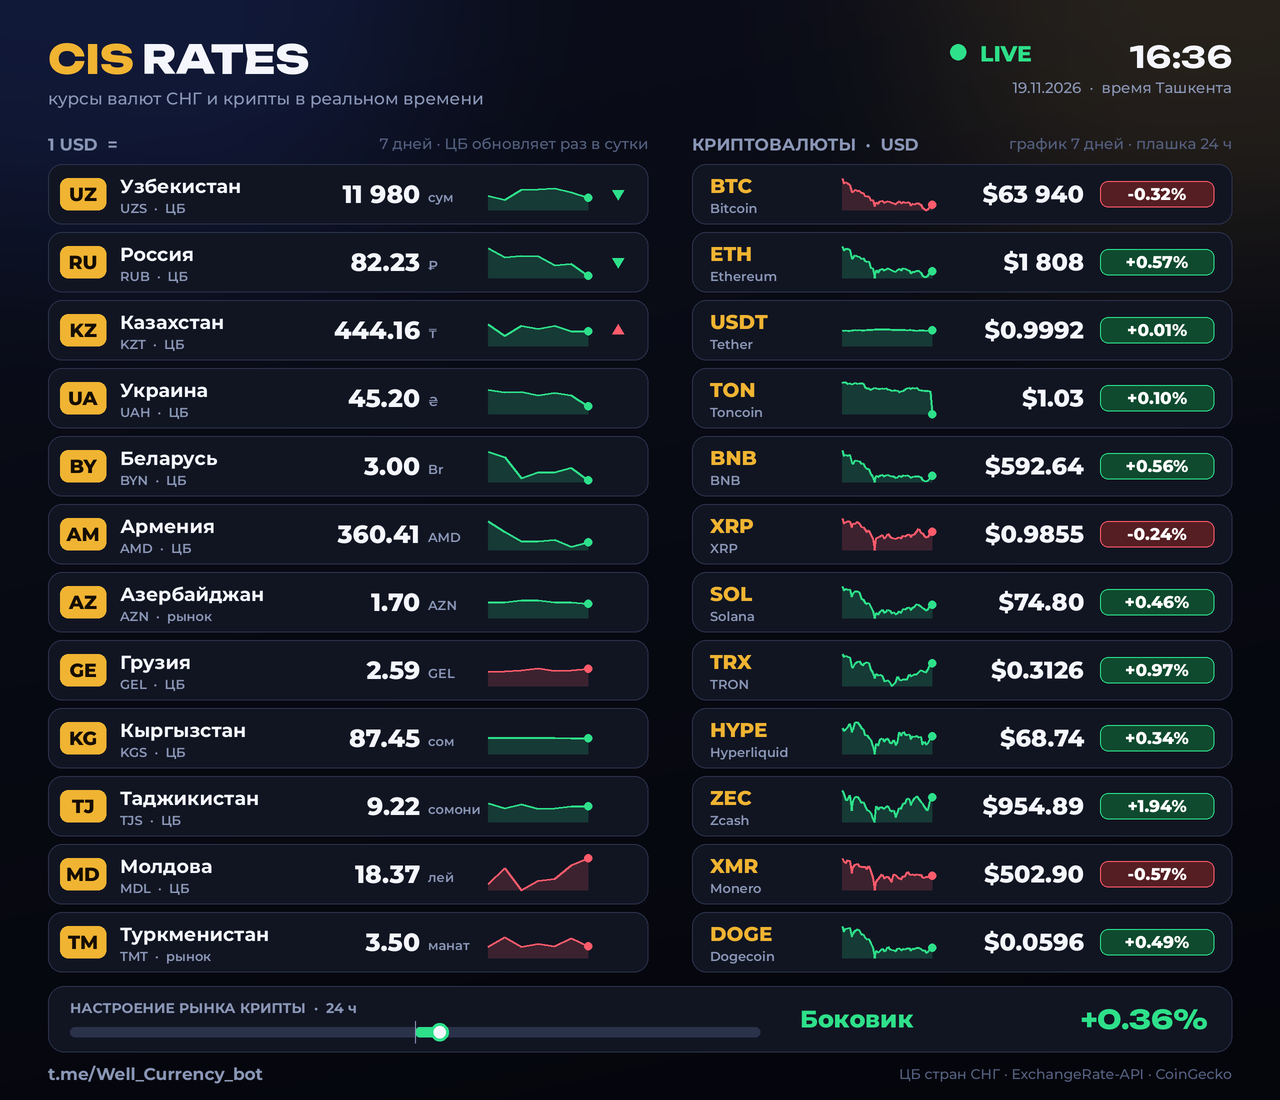 CIS RATES
курсы валют СНГ и крипты в реальном времени
LIVE 16:36
19.11.2026 · время Ташкента
1 USD =
7 дней · ЦБ обновляет раз в сутки
UZ Узбекистан 11 980 сум
UZS · ЦБ
RU Россия 82.23 ₽
RUB · ЦБ
KZ Казахстан 444.16 ₸
KZT · ЦБ
UA Украина 45.20 ₴
UAH · ЦБ
BY Беларусь 3.00 Br
BYN · ЦБ
AM Армения 360.41 AMD
AMD · ЦБ
AZ Азербайджан 1.70 AZN
AZN · рынок
GE Грузия 2.59 GEL
GEL · ЦБ
KG Кыргызстан 87.45 сом
KGS · ЦБ
TJ Таджикистан 9.22 сомони
TJS · ЦБ
MD Молдова 18.37 лей
MDL · ЦБ
TM Туркменистан 3.50 манат
TMT · рынок
КРИПТОВАЛЮТЫ · USD
график 7 дней · плашка 24 ч
BTC $63 940 -0.32%
Bitcoin
ETH $1 808 +0.57%
Ethereum
USDT $0.9992 +0.01%
Tether
TON $1.03 +0.10%
Toncoin
BNB $592.64 +0.56%
BNB
XRP $0.9855 -0.24%
XRP
SOL $74.80 +0.46%
Solana
TRX $0.3126 +0.97%
TRON
HYPE $68.74 +0.34%
Hyperliquid
ZEC $954.89 +1.94%
Zcash
XMR $502.90 -0.57%
Monero
DOGE $0.0596 +0.49%
Dogecoin
НАСТРОЕНИЕ РЫНКА КРИПТЫ · 24 ч
Боковик +0.36%
t.me/Well_Currency_bot
ЦБ стран СНГ · ExchangeRate-API · CoinGecko